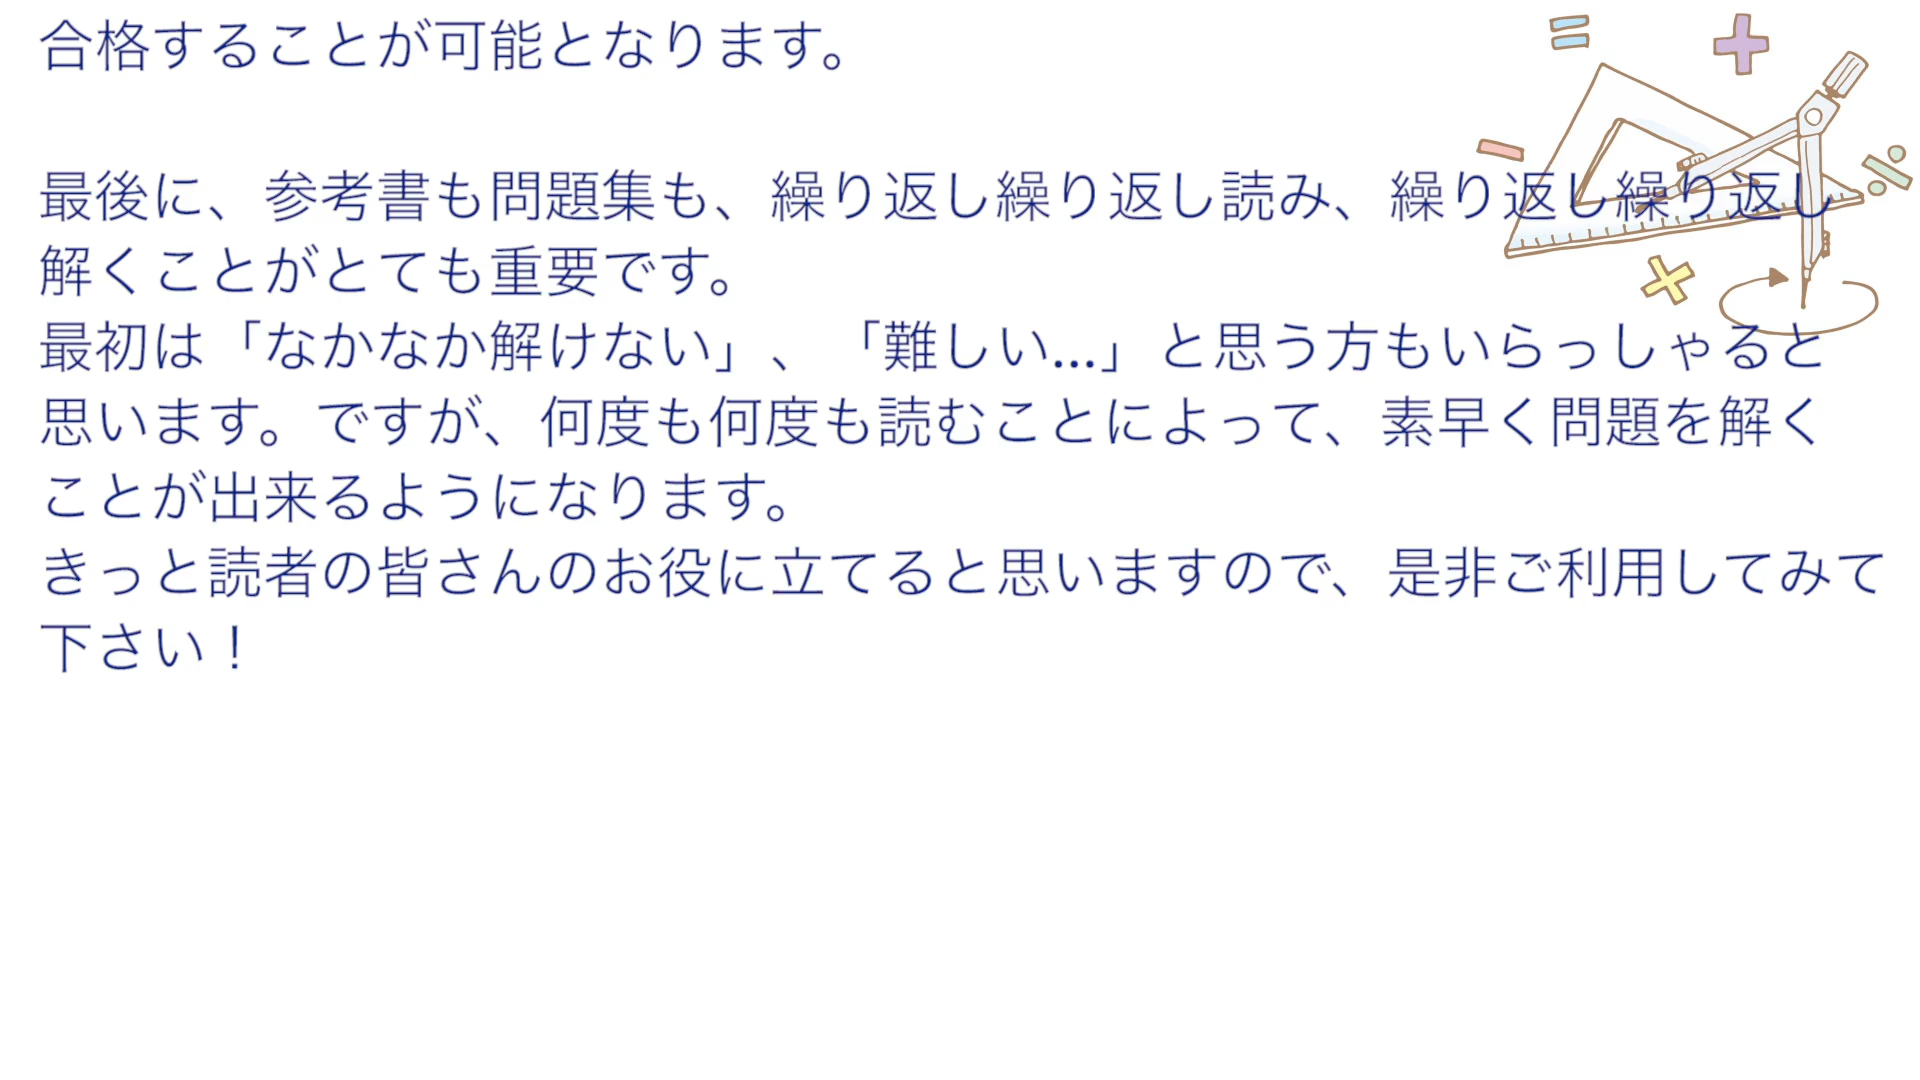 合格することが可能となります。
最後に、参考書も問題集も、繰り返し繰り返し読み、繰り返し繰り返し
解くことがとても重要です。
最初は「なかなか解けない」、「難しい...」と思う方もいらっしゃると
思います。ですが、何度も何度も読むことによって、素早く問題を解く
ことが出来るようになります。
きっと読者の皆さんのお役に立てると思いますので、是非ご利用してみて
下さい！